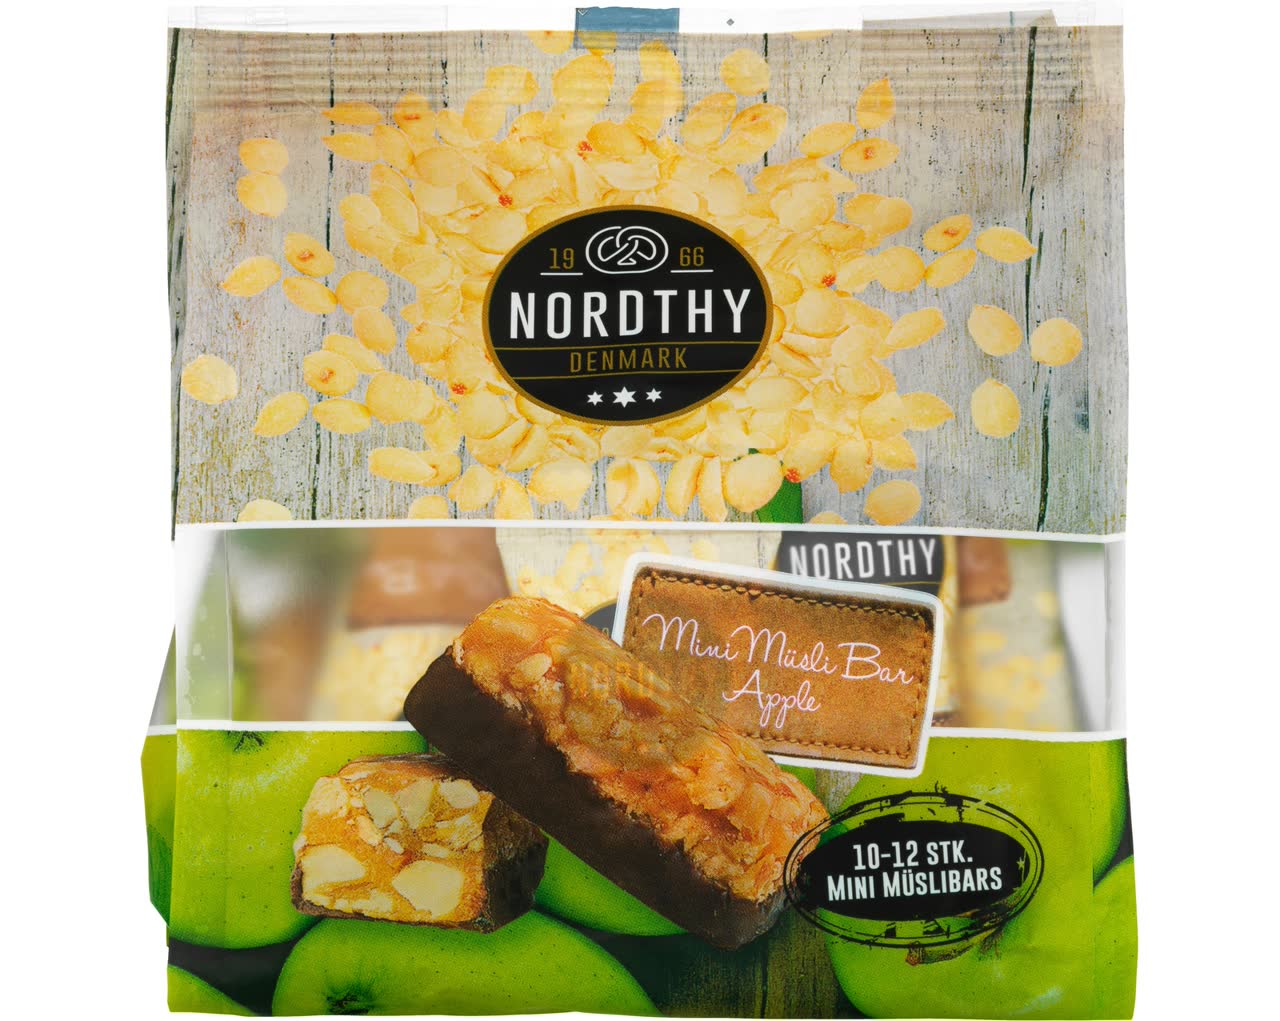 19 66
NORDTHY
DENMARK
NORDTHY
Mini Müsli Bar
Apple
10-12 STK.
MINI MÜSLIBARS